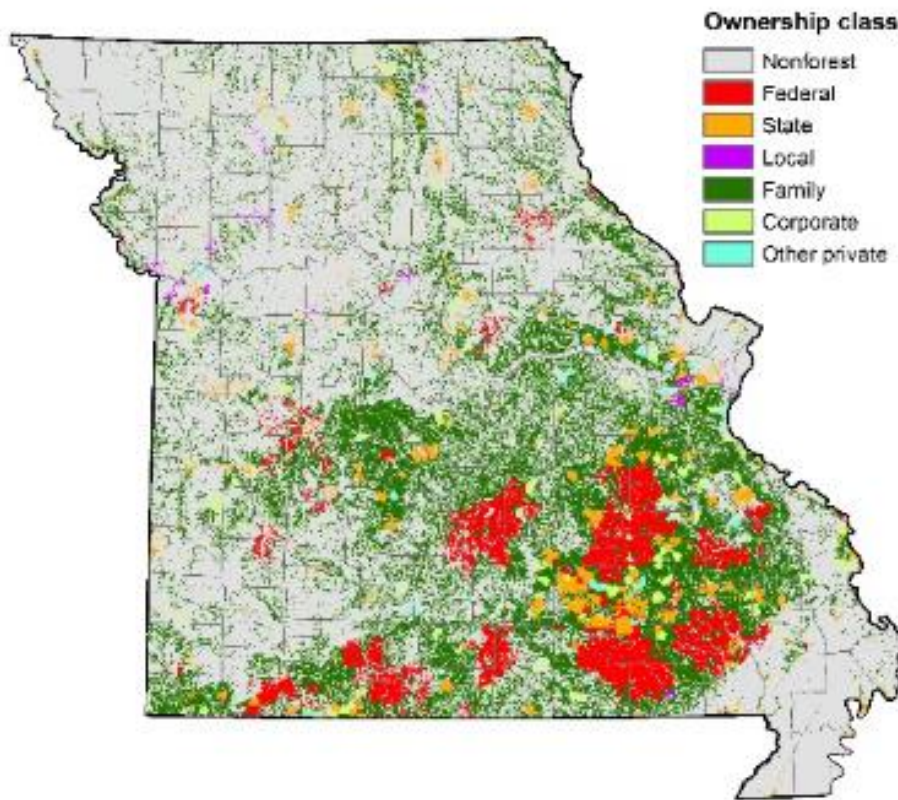 Ownership class
Nonforest
Federal
State
Local
Family
Corporate
Other private